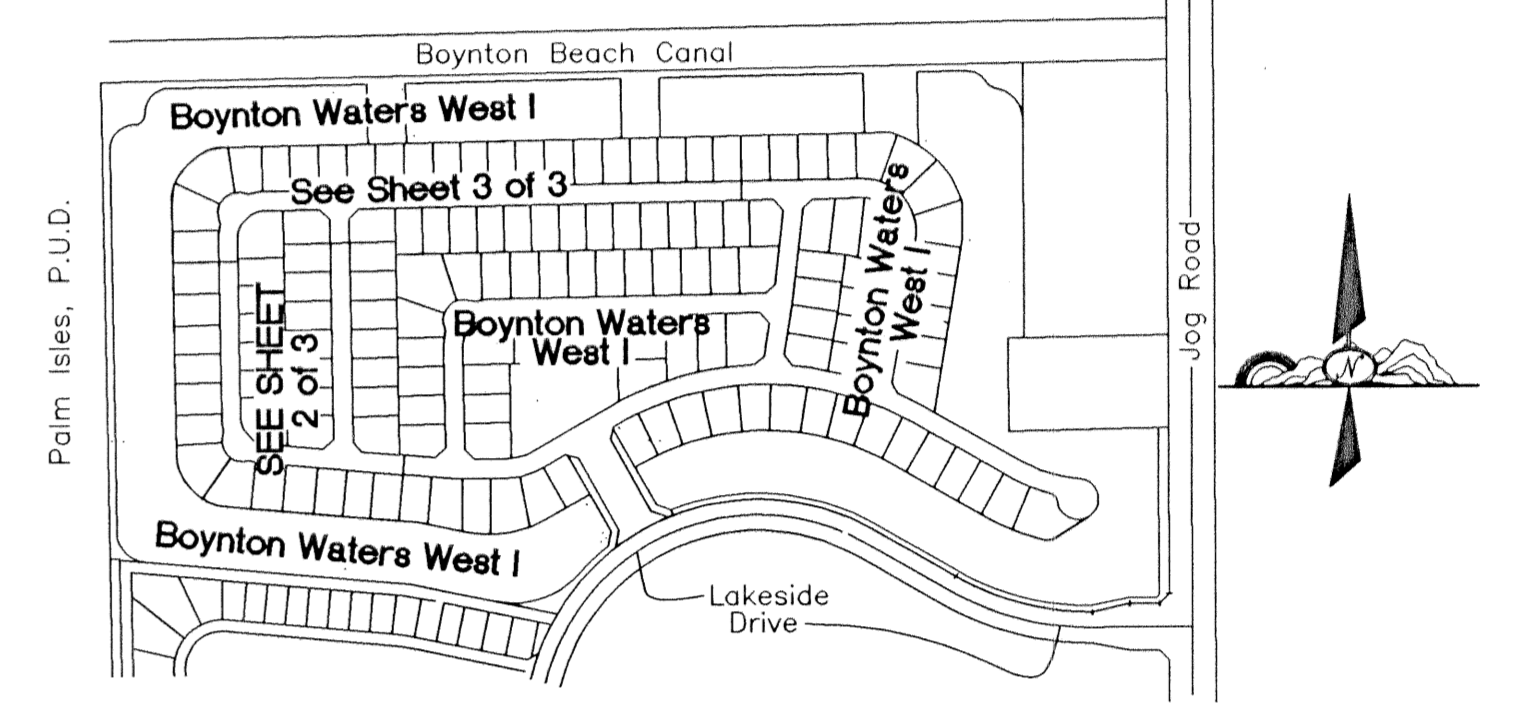 Boynton Beach Canal
Boynton Waters West I
See Sheet 3 of 3
Palm Isles, P.U.D.
SEE SHEET
2 of 3
Boynton Waters
West I
Boynton Waters
West I
Jog Road
N
Boynton Waters West I
Lakeside
Drive